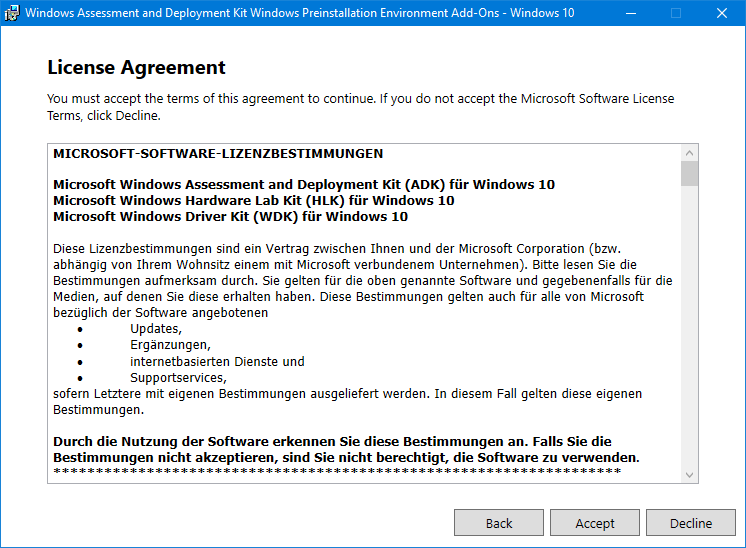 Windows Assessment and Deployment Kit Windows Preinstallation Environment Add-Ons - Windows 10
License Agreement
You must accept the terms of this agreement to continue. If you do not accept the Microsoft Software License
Terms, click Decline.
MICROSOFT-SOFTWARE-LIZENZBESTIMMUNGEN
Microsoft Windows Assessment and Deployment Kit (ADK) für Windows 10
Microsoft Windows Hardware Lab Kit (HLK) für Windows 10
Microsoft Windows Driver Kit (WDK) für Windows 10
Diese Lizenzbestimmungen sind ein Vertrag zwischen Ihnen und der Microsoft Corporation (bzw.
abhängig von Ihrem Wohnsitz einem mit Microsoft verbundenem Unternehmen). Bitte lesen Sie die
Bestimmungen aufmerksam durch. Sie gelten für die oben genannte Software und gegebenenfalls für die
Medien, auf denen Sie diese erhalten haben. Diese Bestimmungen gelten auch für alle von Microsoft
bezüglich der Software angebotenen
• Updates,
• Ergänzungen,
• internetbasierten Dienste und
• Supportservices,
sofern Letztere mit eigenen Bestimmungen ausgeliefert werden. In diesem Fall gelten diese eigenen
Bestimmungen.
Durch die Nutzung der Software erkennen Sie diese Bestimmungen an. Falls Sie die
Bestimmungen nicht akzeptieren, sind Sie nicht berechtigt, die Software zu verwenden.
*******************************************************************
Back
Accept
Decline